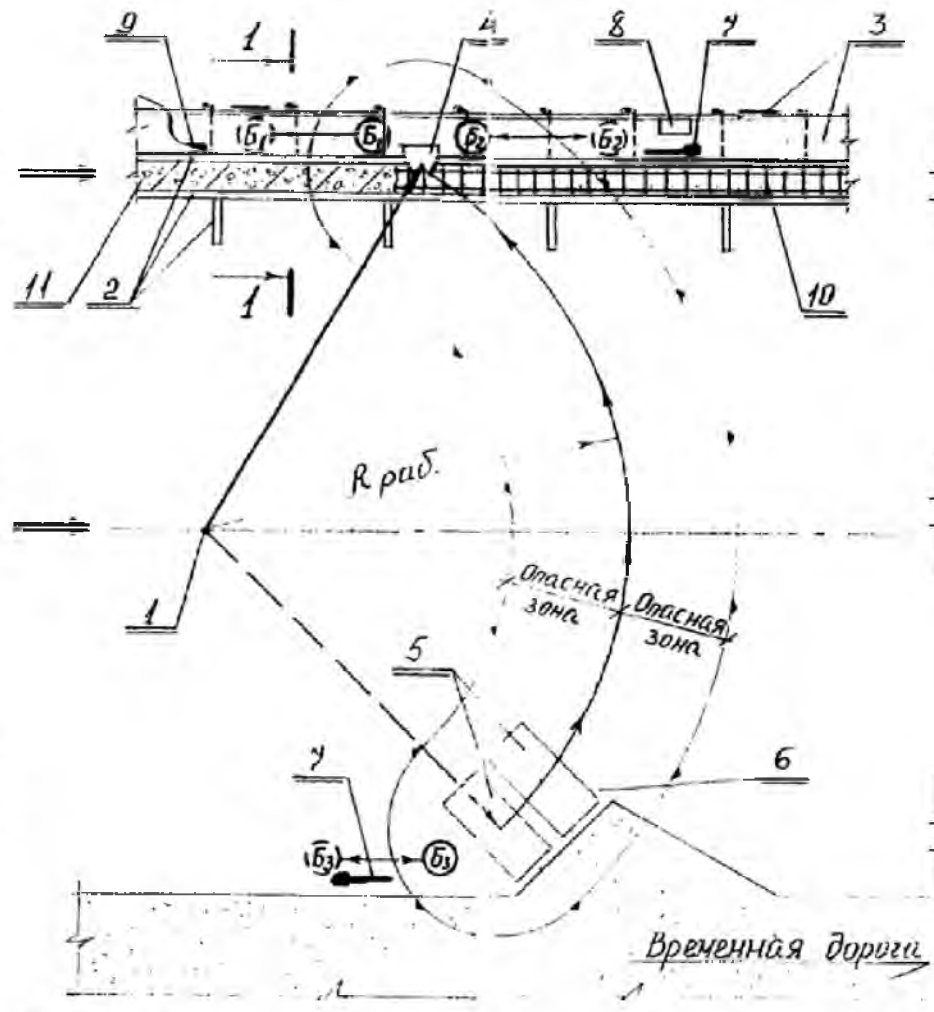 9 1 4 8 7 3
(Б1) Б1 Б2 (Б2)
11 2 1 10
R раб.
1
Опасная зона
Опасная зона
5
7 6
(Б3) Б3
Временная дорога